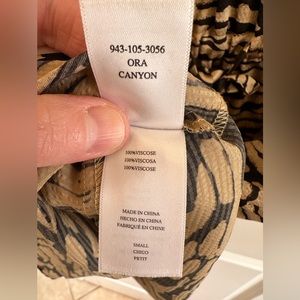 943-105-3056
ORA
CANYON
100%VISCOSE
100%VISCOSA
100%VISCOSE
MADE IN CHINA
HECHO EN CHINA
FABRIQUÉ EN CHINE
SMALL
CHICO
PETIT